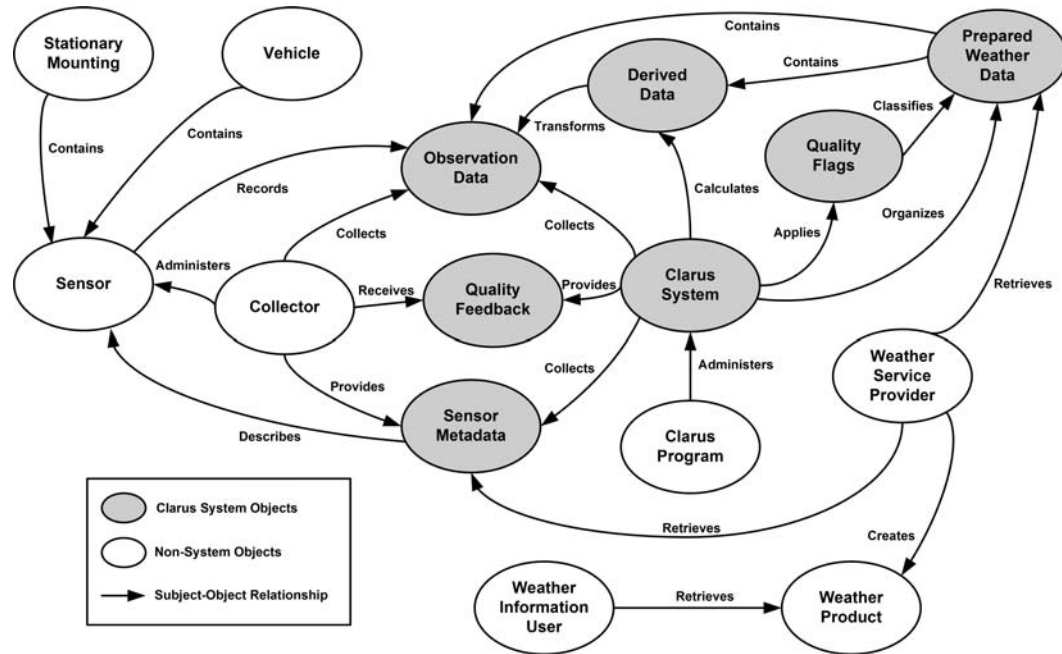 Stationary
Mounting
Vehicle
Contains
Prepared
Weather
Data
Derived
Data
Contains
Classifies
Contains
Contains
Transforms
Observation
Data
Quality
Flags
Records
Calculates
Organizes
Collects
Collects
Applies
Sensor
Administers
Collector
Receives
Quality
Feedback
Provides
Clarus
System
Retrieves
Provides
Collects
Administers
Weather
Service
Provider
Describes
Sensor
Metadata
Clarus
Program
Clarus System Objects
Non-System Objects
Subject-Object Relationship
Retrieves
Creates
Weather
Information
User
Retrieves
Weather
Product